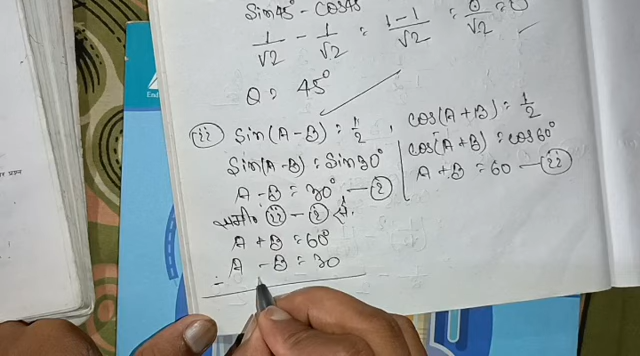 Sin45° - cos45
1/√2 - 1/√2 = 1-1/√2 = 0/√2 = 0
Q = 45°
(ii) Sin(A-B) = 1/2, cos(A+B) = 1/2
Sin(A-B) = Sin30° cos(A+B) = cos60°
A-B = 30° —(i) A+B = 60 —(ii)
समी० (ii) - (i) से.
A + B = 60°
A - B = 30
-